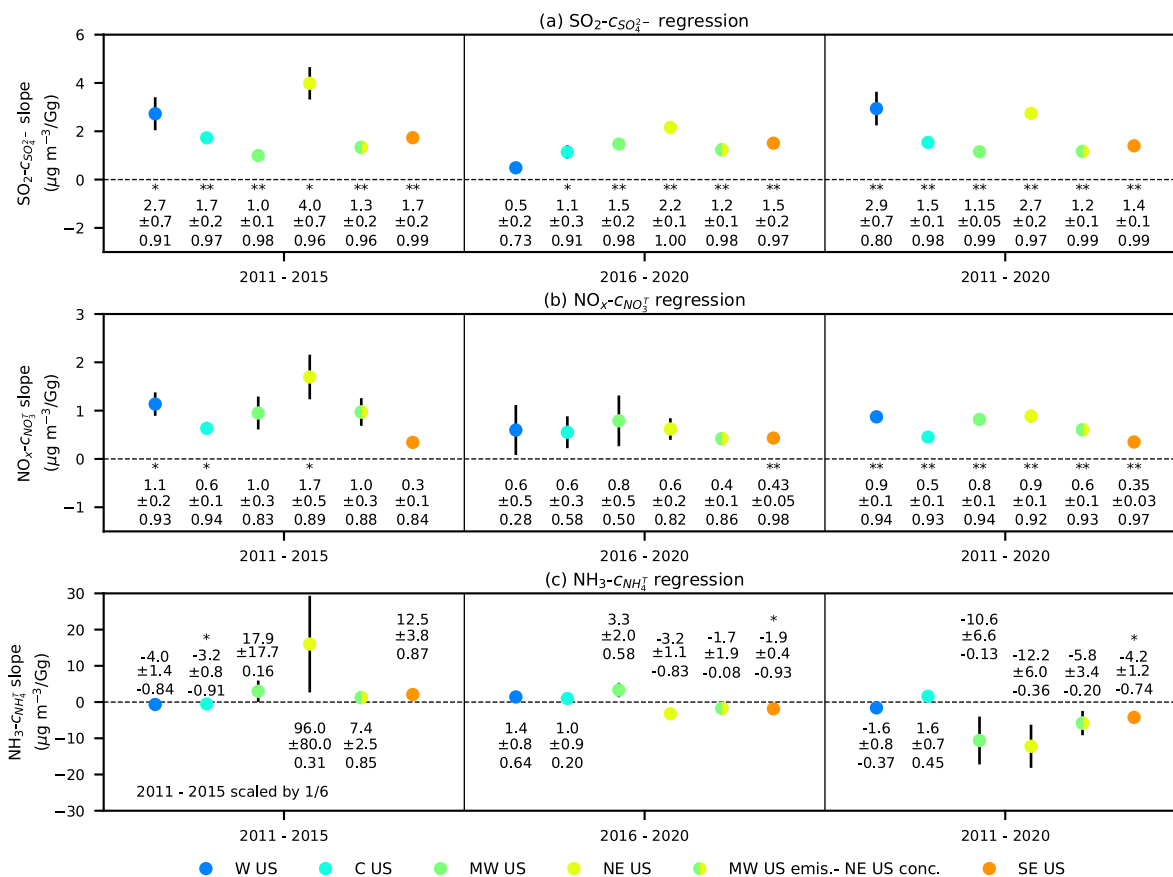 (a) SO₂-c_{SO₄²⁻} regression
SO₂-c_{SO₄²⁻} slope
(μg m⁻³/Gg)
6
4
2
0
−2
* ** ** * ** **
2.7 1.7 1.0 4.0 1.3 1.7
±0.7 ±0.2 ±0.1 ±0.7 ±0.2 ±0.2
0.91 0.97 0.98 0.96 0.96 0.99
* ** ** ** **
0.5 1.1 1.5 2.2 1.2 1.5
±0.2 ±0.3 ±0.2 ±0.1 ±0.1 ±0.2
0.73 0.91 0.98 1.00 0.98 0.97
** ** ** ** ** **
2.9 1.5 1.15 2.7 1.2 1.4
±0.7 ±0.1 ±0.05 ±0.2 ±0.1 ±0.1
0.80 0.98 0.99 0.97 0.99 0.99
2011 - 2015 2016 - 2020 2011 - 2020
(b) NOₓ-c_{NO₃ᵀ} regression
NOₓ-c_{NO₃ᵀ} slope
(μg m⁻³/Gg)
3
2
1
0
−1
* * *
1.1 0.6 1.0 1.7 1.0 0.3
±0.2 ±0.1 ±0.3 ±0.5 ±0.3 ±0.1
0.93 0.94 0.83 0.89 0.88 0.84
**
0.6 0.6 0.8 0.6 0.4 0.43
±0.5 ±0.3 ±0.5 ±0.2 ±0.1 ±0.05
0.28 0.58 0.50 0.82 0.86 0.98
** ** ** ** ** **
0.9 0.5 0.8 0.9 0.6 0.35
±0.1 ±0.1 ±0.1 ±0.1 ±0.1 ±0.03
0.94 0.93 0.94 0.92 0.93 0.97
2011 - 2015 2016 - 2020 2011 - 2020
(c) NH₃-c_{NH₄ᵀ} regression
NH₃-c_{NH₄ᵀ} slope
(μg m⁻³/Gg)
30
20
10
0
−10
−20
−30
-4.0
±1.4
-0.84
*
-3.2
±0.8
-0.91
17.9
±17.7
0.16
96.0
±80.0
0.31
7.4
±2.5
0.85
12.5
±3.8
0.87
2011 - 2015 scaled by 1/6
1.4
±0.8
0.64
1.0
±0.9
0.20
3.3
±2.0
0.58
-3.2
±1.1
-0.83
-1.7
±1.9
-0.08
*
-1.9
±0.4
-0.93
-1.6
±0.8
-0.37
1.6
±0.7
0.45
-10.6
±6.6
-0.13
-12.2
±6.0
-0.36
-5.8
±3.4
-0.20
*
-4.2
±1.2
-0.74
2011 - 2015 2016 - 2020 2011 - 2020
W US C US MW US NE US MW US emis.- NE US conc. SE US